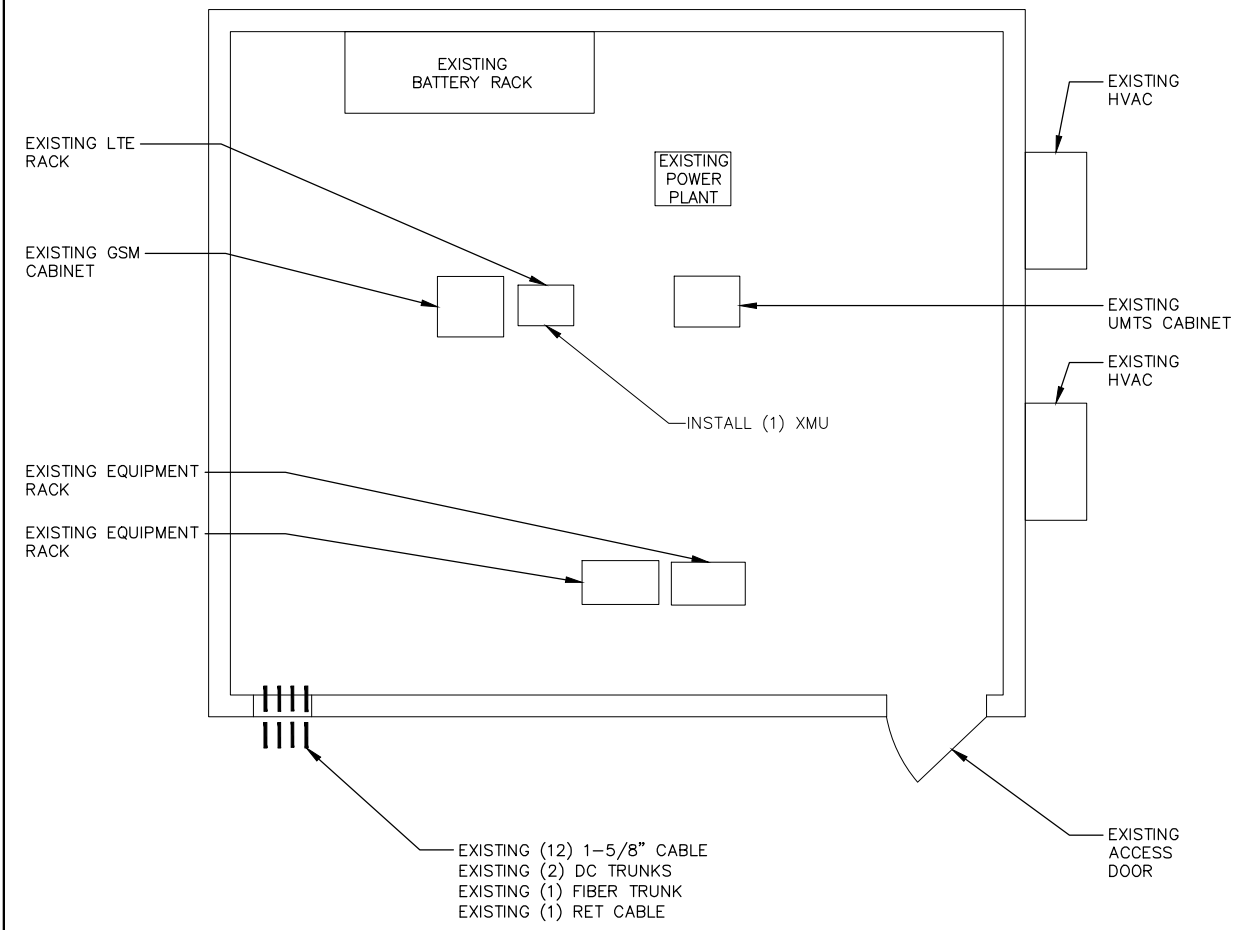 EXISTING
BATTERY RACK
EXISTING
HVAC
EXISTING LTE
RACK
EXISTING
POWER
PLANT
EXISTING GSM
CABINET
EXISTING
UMTS CABINET
EXISTING
HVAC
INSTALL (1) XMU
EXISTING EQUIPMENT
RACK
EXISTING EQUIPMENT
RACK
EXISTING (12) 1-5/8" CABLE
EXISTING (2) DC TRUNKS
EXISTING (1) FIBER TRUNK
EXISTING (1) RET CABLE
EXISTING
ACCESS
DOOR